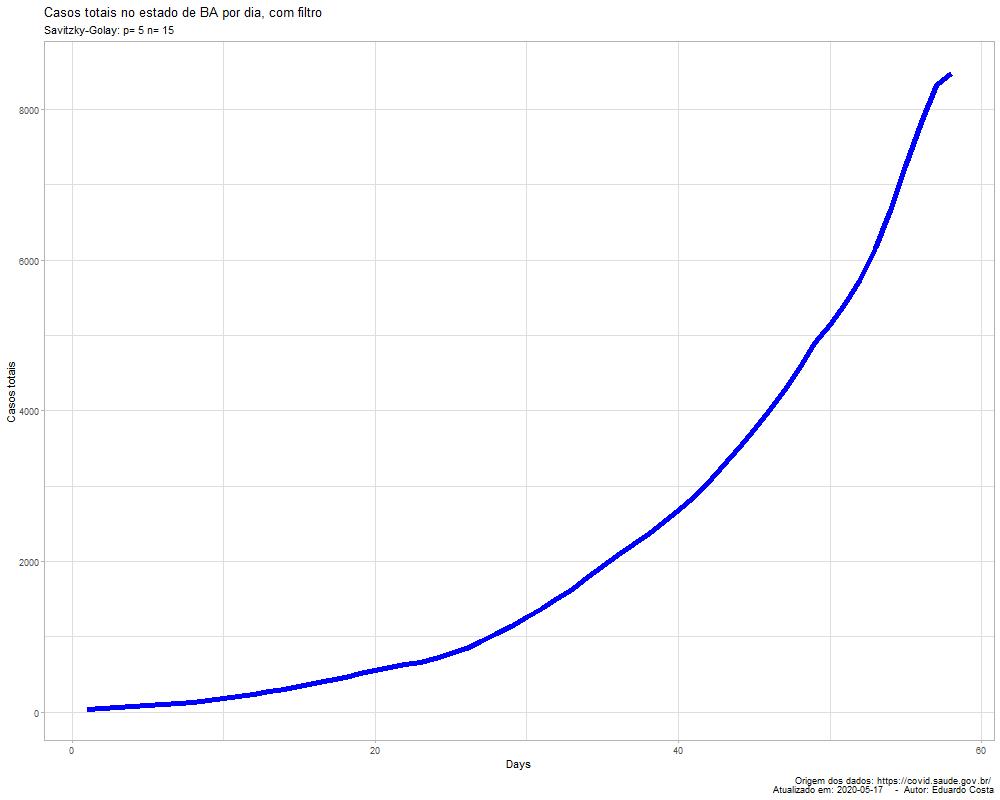 Casos totais no estado de BA por dia, com filtro
Savitzky-Golay: p= 5 n= 15
Casos totais
8000
6000
4000
2000
0
0 20 40 60
Days
Origem dos dados: https://covid.saude.gov.br/
Atualizado em: 2020-05-17 - Autor: Eduardo Costa